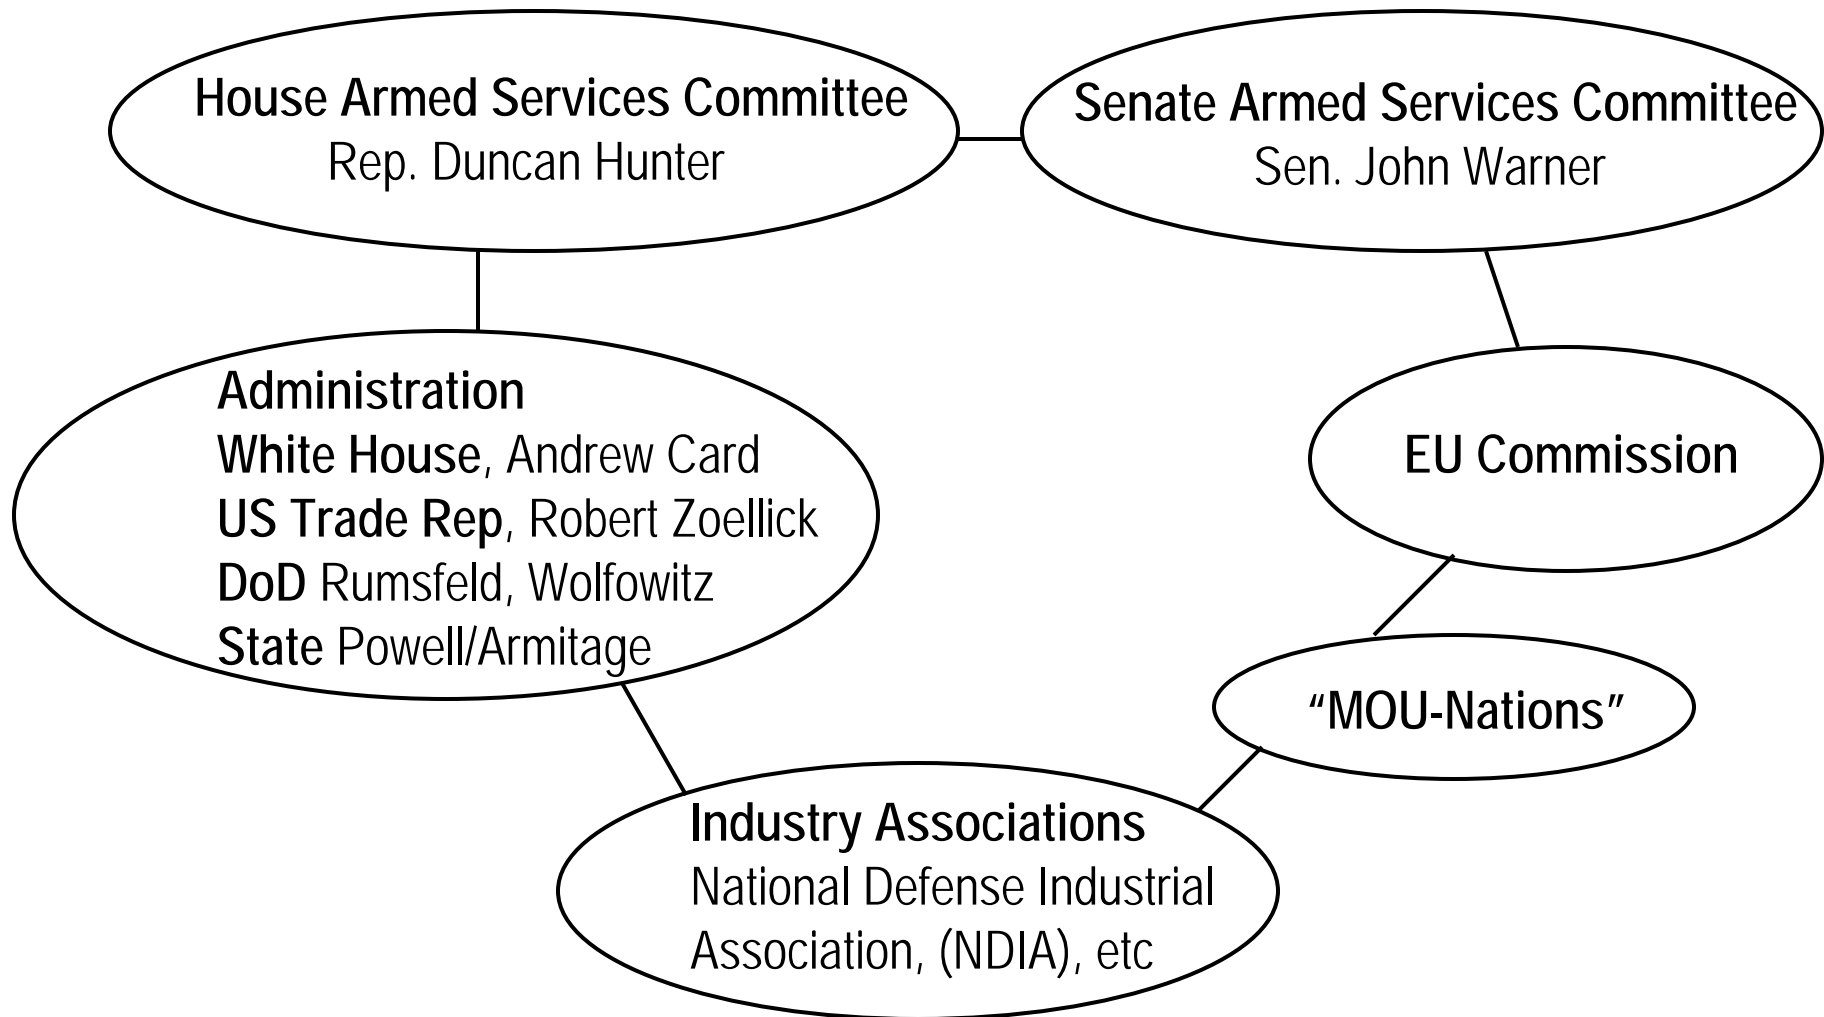 House Armed Services Committee
Rep. Duncan Hunter
Senate Armed Services Committee
Sen. John Warner
Administration
White House, Andrew Card
US Trade Rep, Robert Zoellick
DoD Rumsfeld, Wolfowitz
State Powell/Armitage
EU Commission
“MOU-Nations”
Industry Associations
National Defense Industrial
Association, (NDIA), etc